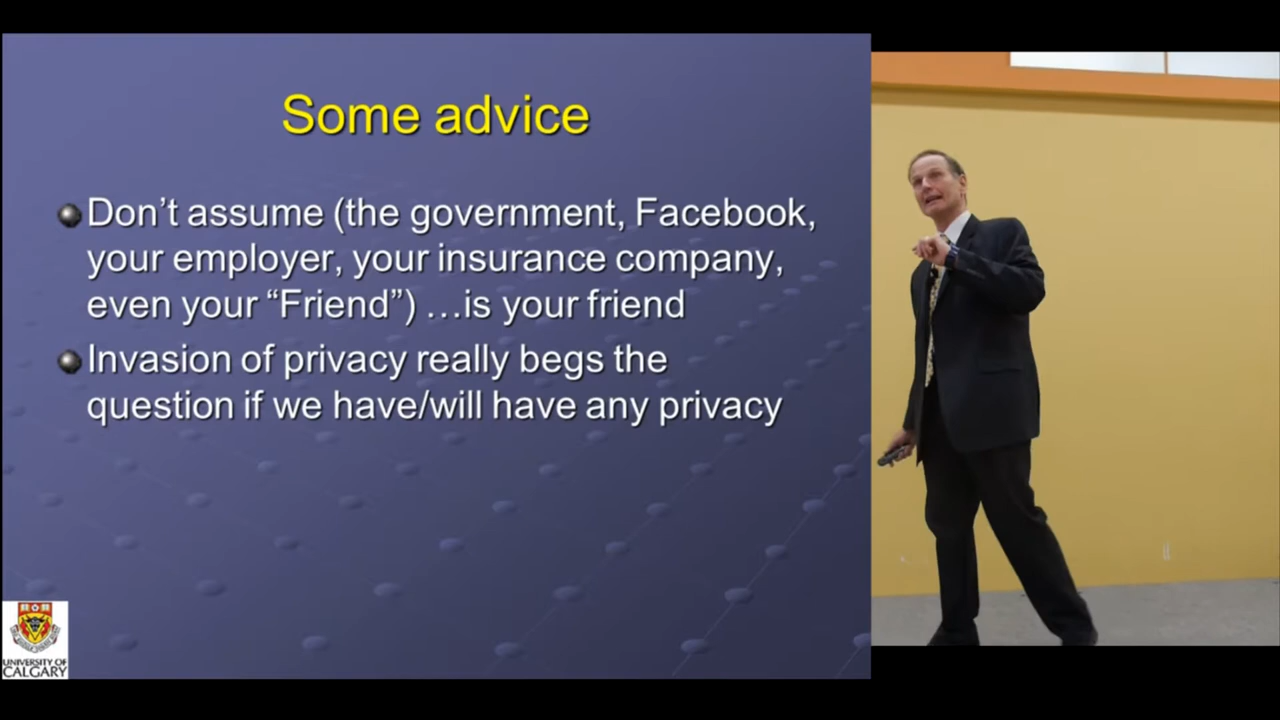 Some advice
Don’t assume (the government, Facebook,
your employer, your insurance company,
even your “Friend”) …is your friend
Invasion of privacy really begs the
question if we have/will have any privacy
UNIVERSITY OF
CALGARY